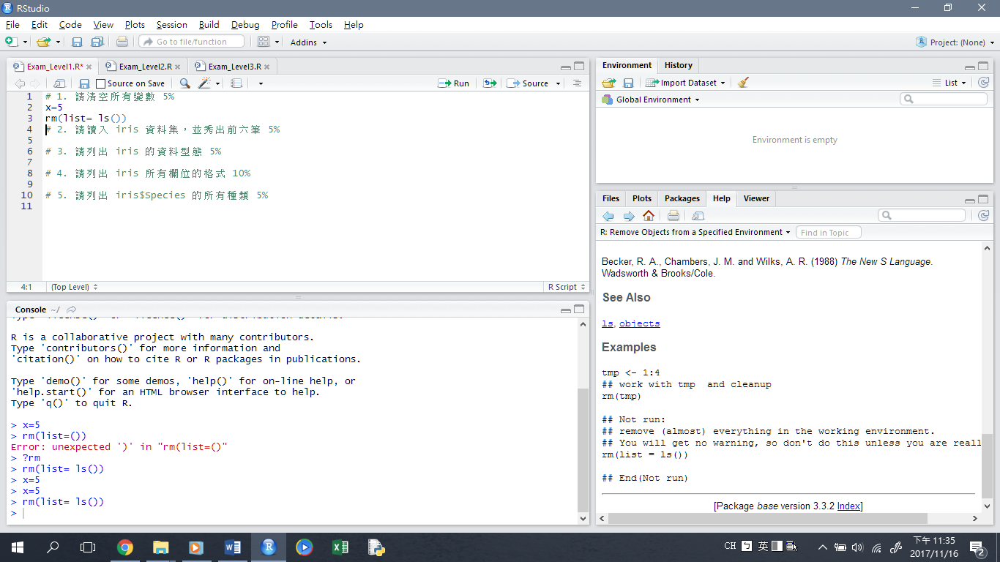 RStudio
File Edit Code View Plots Session Build Debug Profile Tools Help
Go to file/function Addins Project: (None)
Exam_Level1.R* Exam_Level2.R Exam_Level3.R
Source on Save Run Source
1 # 1. 請清空所有變數 5%
2 x=5
3 rm(list= ls())
4 # 2. 請讀入 iris 資料集，並秀出前六筆 5%
5
6 # 3. 請列出 iris 的資料型態 5%
7
8 # 4. 請列出 iris 所有欄位的格式 10%
9
10 # 5. 請列出 iris$Species 的所有種類 5%
11
4:1 (Top Level) R Script
Console ~/
R is a collaborative project with many contributors.
Type 'contributors()' for more information and
'citation()' on how to cite R or R packages in publications.
Type 'demo()' for some demos, 'help()' for on-line help, or
'help.start()' for an HTML browser interface to help.
Type 'q()' to quit R.
> x=5
> rm(list=())
Error: unexpected ')' in "rm(list=()"
> ?rm
> rm(list= ls())
> x=5
> x=5
> rm(list= ls())
>
Environment History
Import Dataset List
Global Environment
Environment is empty
Files Plots Packages Help Viewer
R: Remove Objects from a Specified Environment Find in Topic
Becker, R. A., Chambers, J. M. and Wilks, A. R. (1988) The New S Language.
Wadsworth & Brooks/Cole.
See Also
ls, objects
Examples
tmp <- 1:4
## work with tmp  and cleanup
rm(tmp)
## Not run:
## remove (almost) everything in the working environment.
## You will get no warning, so don't do this unless you are reall
rm(list = ls())
## End(Not run)
[Package base version 3.3.2 Index]
CH 英 下午 11:35
2017/11/16 2